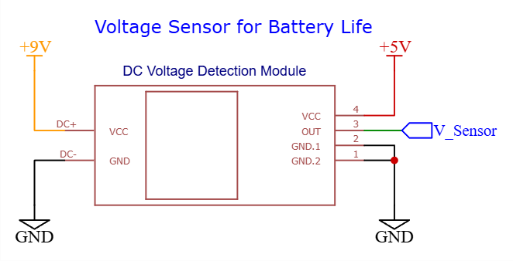 Voltage Sensor for Battery Life
+9V
+5V
DC Voltage Detection Module
DC+
VCC
VCC
4
OUT
3
V_Sensor
GND.1
2
DC-
GND
GND.2
1
GND
GND